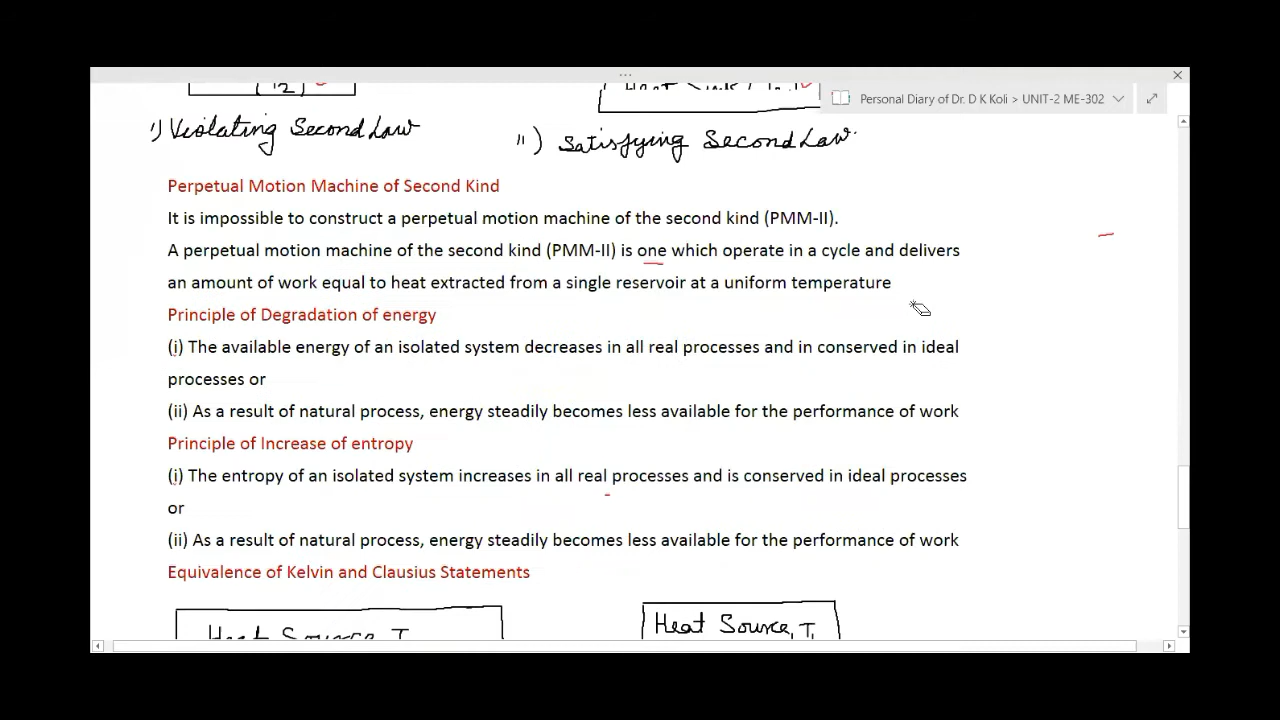 (T2)
Personal Diary of Dr. D K Koli > UNIT-2 ME-302
i) Violating Second Law
ii) Satisfying Second Law.
Perpetual Motion Machine of Second Kind
It is impossible to construct a perpetual motion machine of the second kind (PMM-II).
A perpetual motion machine of the second kind (PMM-II) is one which operate in a cycle and delivers
an amount of work equal to heat extracted from a single reservoir at a uniform temperature
Principle of Degradation of energy
(i) The available energy of an isolated system decreases in all real processes and in conserved in ideal
processes or
(ii) As a result of natural process, energy steadily becomes less available for the performance of work
Principle of Increase of entropy
(i) The entropy of an isolated system increases in all real processes and is conserved in ideal processes
or
(ii) As a result of natural process, energy steadily becomes less available for the performance of work
Equivalence of Kelvin and Clausius Statements
Heat Source, T
Heat Source, T1